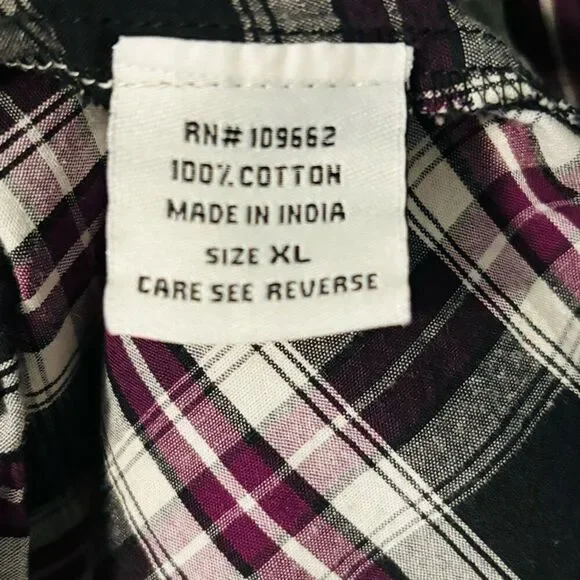 RN# 109662
100% COTTON
MADE IN INDIA
SIZE XL
CARE SEE REVERSE